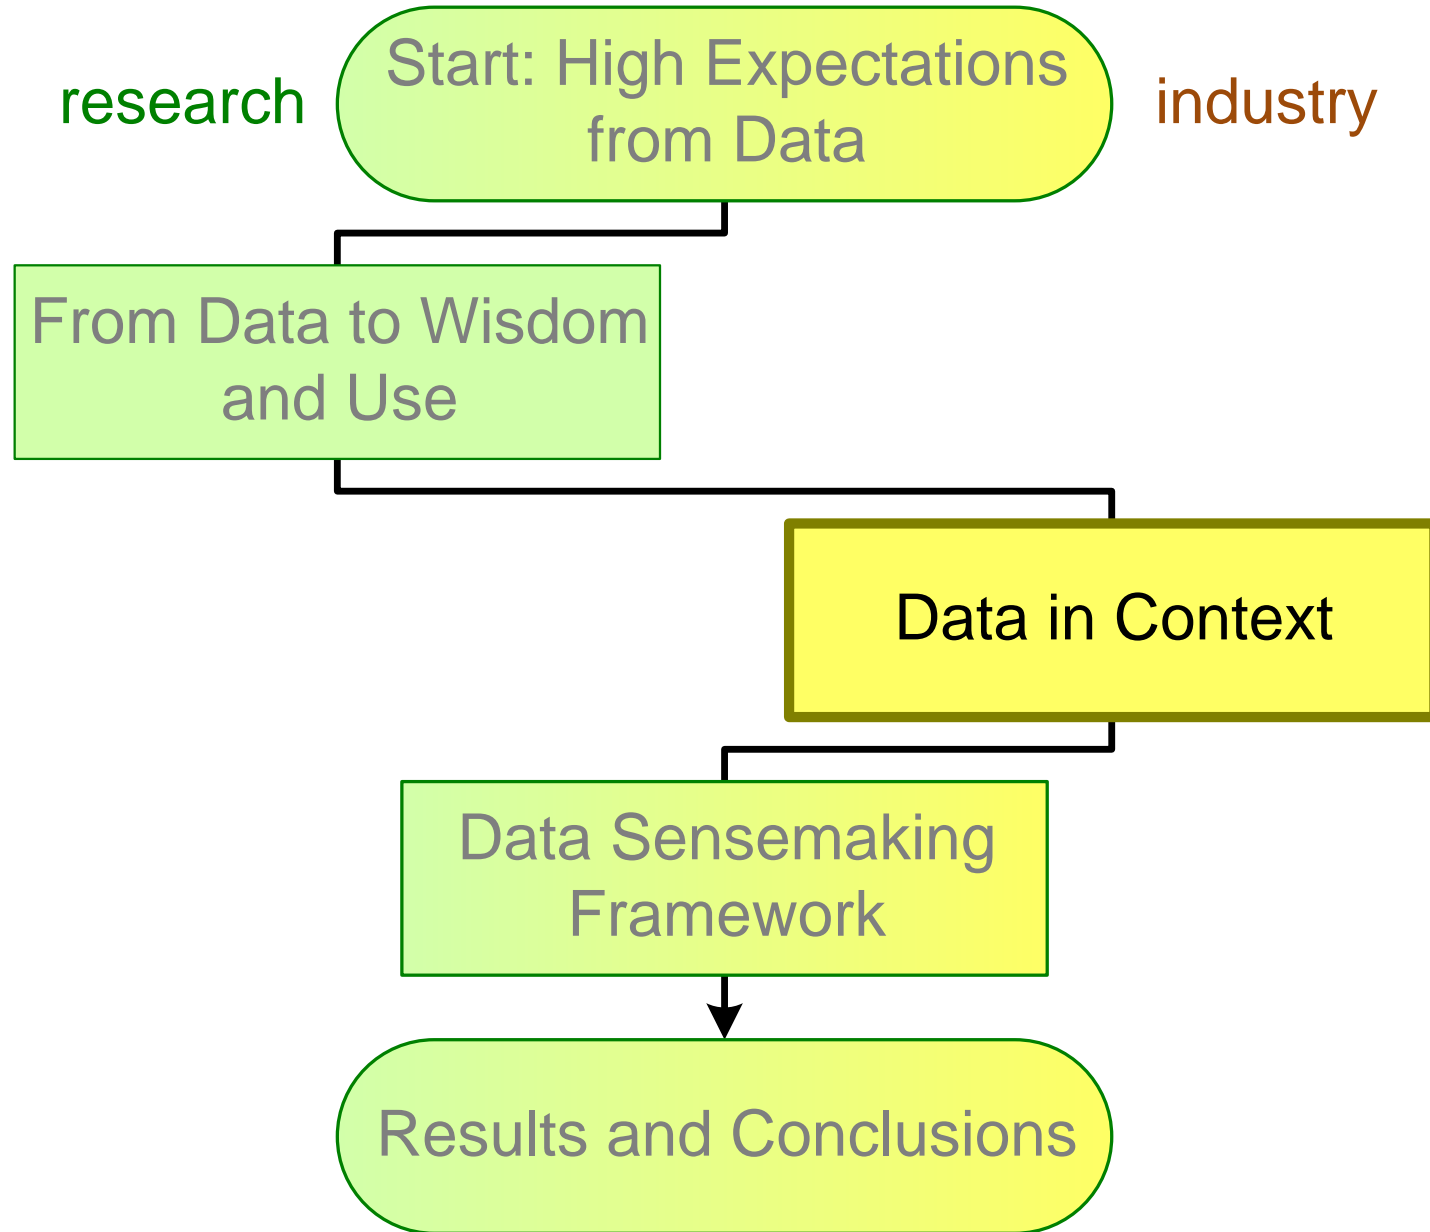 research
Start: High Expectations
from Data
industry
From Data to Wisdom
and Use
Data in Context
Data Sensemaking
Framework
Results and Conclusions